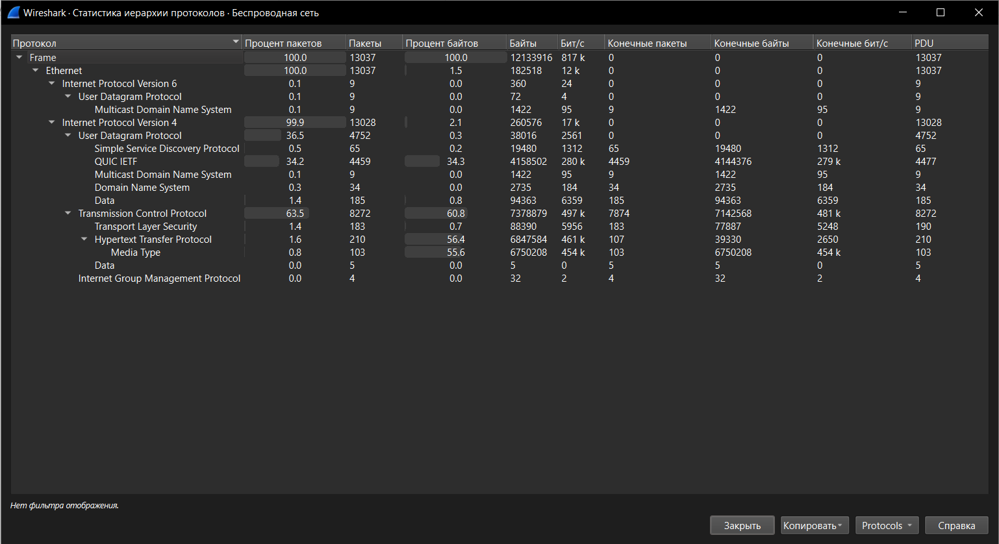 Wireshark · Статистика иерархии протоколов · Беспроводная сеть
Протокол Процент пакетов Пакеты Процент байтов Байты Бит/с Конечные пакеты Конечные байты Конечные бит/с PDU
Frame 100.0 13037 100.0 12133916 817 k 0 0 0 13037
Ethernet 100.0 13037 1.5 182518 12 k 0 0 0 13037
Internet Protocol Version 6 0.1 9 0.0 360 24 0 0 0 9
User Datagram Protocol 0.1 9 0.0 72 4 0 0 0 9
Multicast Domain Name System 0.1 9 0.0 1422 95 9 1422 95 9
Internet Protocol Version 4 99.9 13028 2.1 260576 17 k 0 0 0 13028
User Datagram Protocol 36.5 4752 0.3 38016 2561 0 0 0 4752
Simple Service Discovery Protocol 0.5 65 0.2 19480 1312 65 19480 1312 65
QUIC IETF 34.2 4459 34.3 4158502 280 k 4459 4144376 279 k 4477
Multicast Domain Name System 0.1 9 0.0 1422 95 9 1422 95 9
Domain Name System 0.3 34 0.0 2735 184 34 2735 184 34
Data 1.4 185 0.8 94363 6359 185 94363 6359 185
Transmission Control Protocol 63.5 8272 60.8 7378879 497 k 7874 7142568 481 k 8272
Transport Layer Security 1.4 183 0.7 88390 5956 183 77887 5248 190
Hypertext Transfer Protocol 1.6 210 56.4 6847584 461 k 107 39330 2650 210
Media Type 0.8 103 55.6 6750208 454 k 103 6750208 454 k 103
Data 0.0 5 0.0 5 0 5 5 0 5
Internet Group Management Protocol 0.0 4 0.0 32 2 4 32 2 4
Нет фильтра отображения.
Закрыть Копировать Protocols Справка